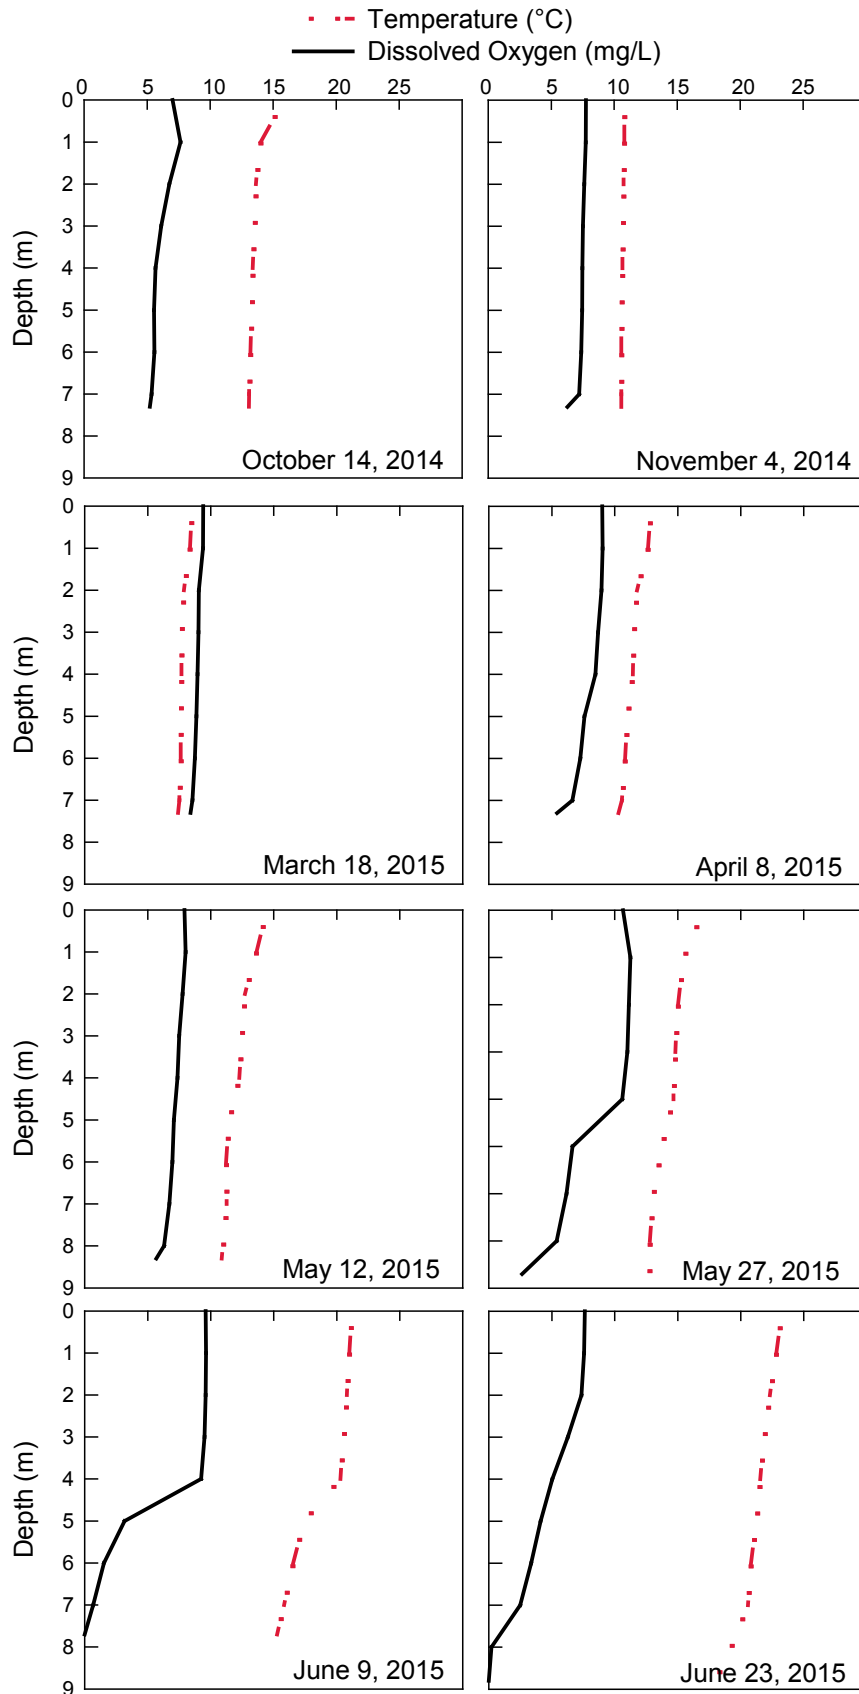 Temperature (°C)
Dissolved Oxygen (mg/L)
0 5 10 15 20 25 0 5 10 15 20 25
0
1
2
3
4
5
6
7
8
9
Depth (m)
October 14, 2014
November 4, 2014
0
1
2
3
4
5
6
7
8
9
Depth (m)
March 18, 2015
April 8, 2015
0
1
2
3
4
5
6
7
8
9
Depth (m)
May 12, 2015
May 27, 2015
0
1
2
3
4
5
6
7
8
9
Depth (m)
June 9, 2015
June 23, 2015